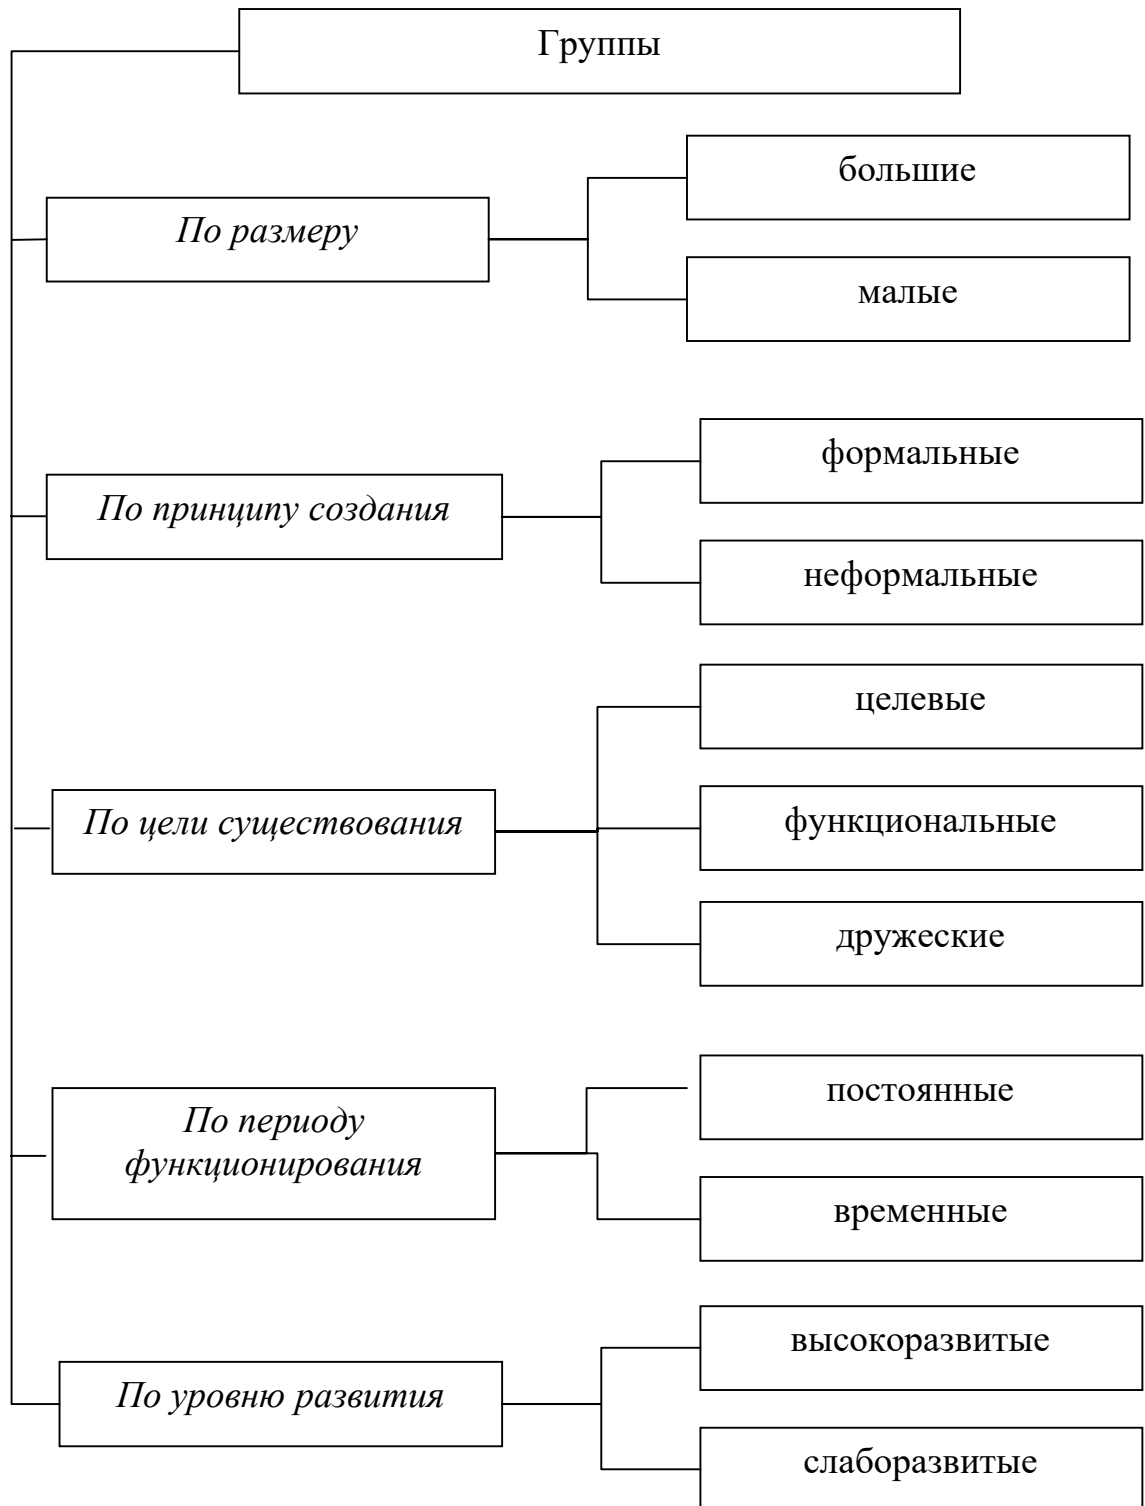 Группы
По размеру
большие
малые
По принципу создания
формальные
неформальные
По цели существования
целевые
функциональные
дружеские
По периоду
функционирования
постоянные
временные
По уровню развития
высокоразвитые
слаборазвитые